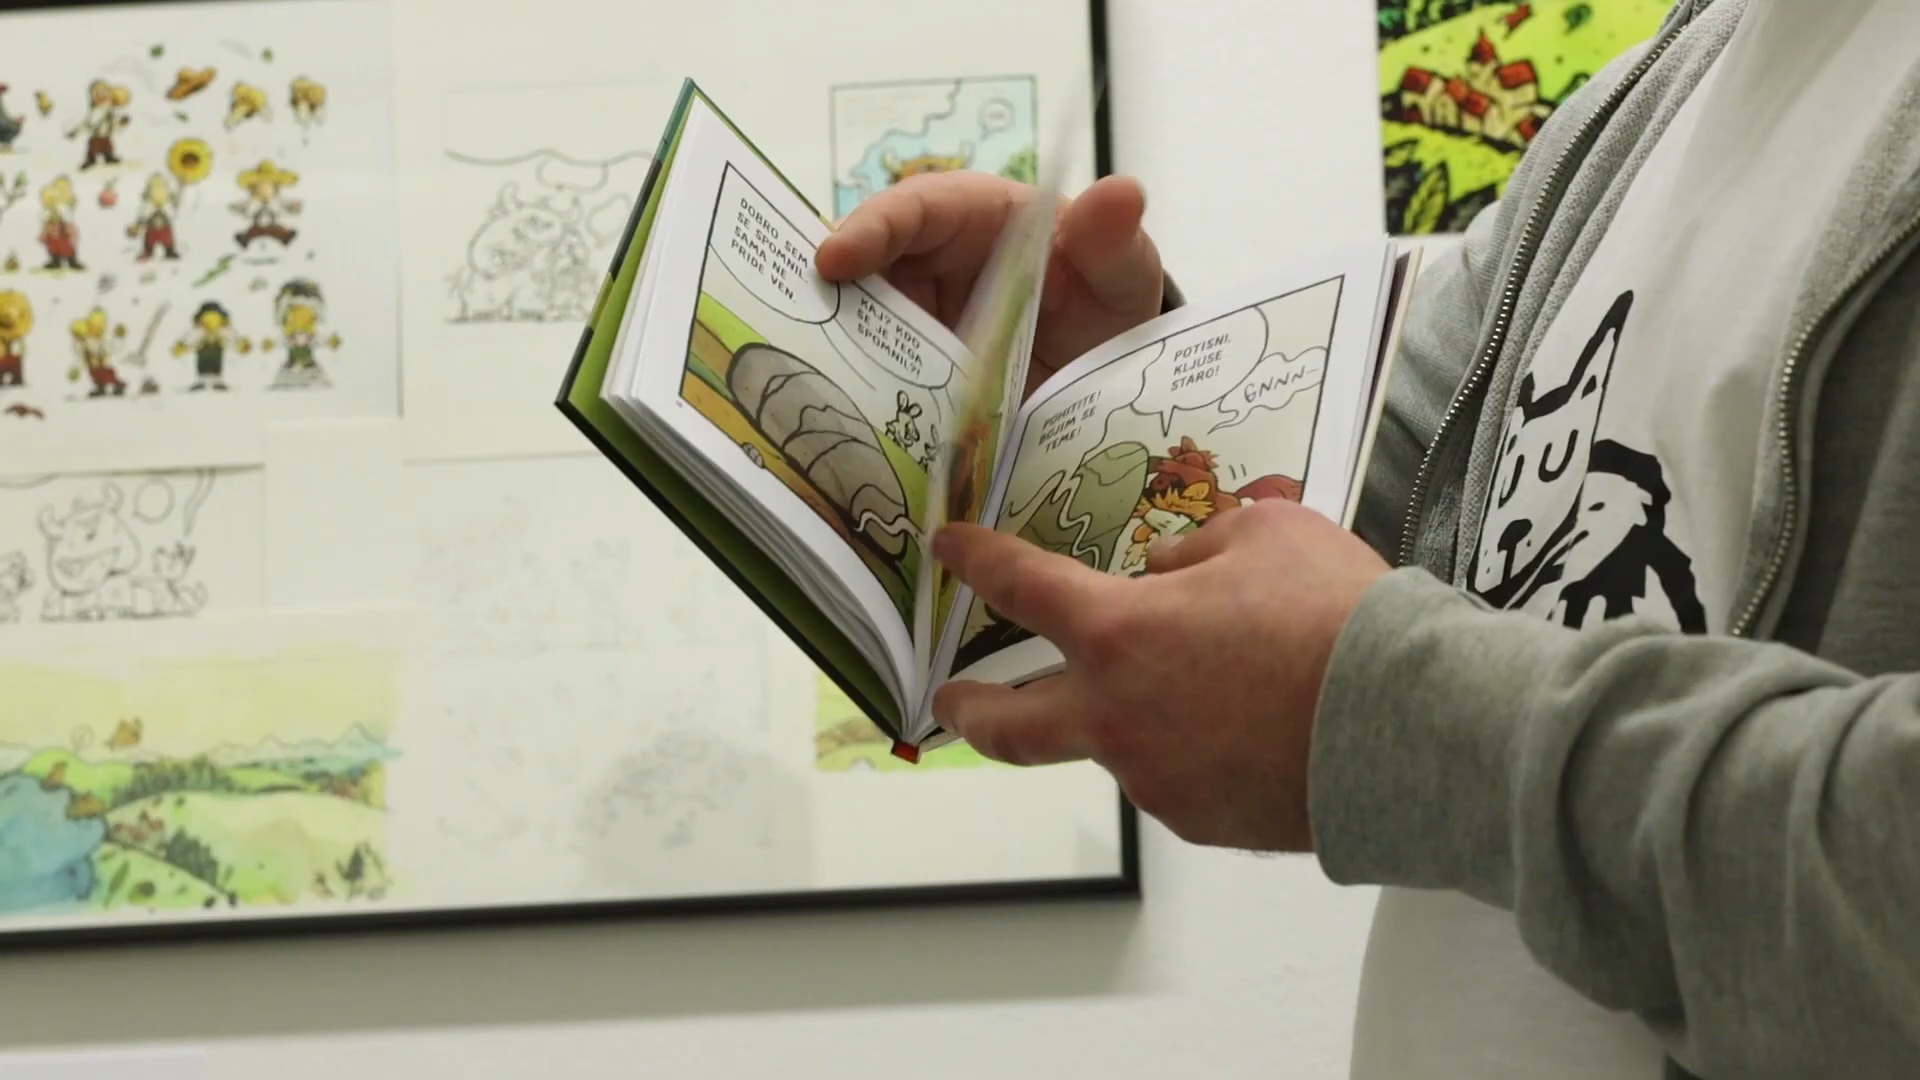 DOBRO SEM
SE SPOMNIL.
SAMA NE
PRIDE VEN.
KAJ? KDO
SE JE TEGA
SPOMNIL?!
POHITITE!
BOJIM SE
TEME!
POTISNI,
KLJUSE
STARO!
GNNN-